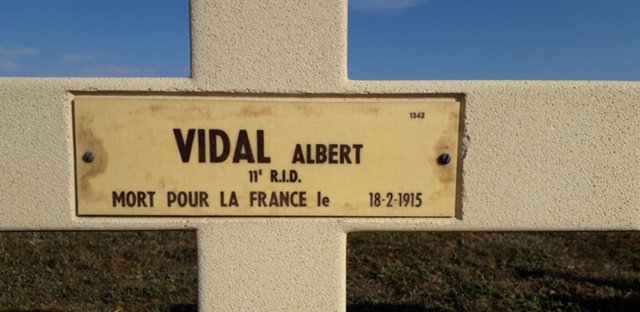 1342
VIDAL ALBERT
11ᵉ R.I.D.
MORT POUR LA FRANCE le 18-2-1915